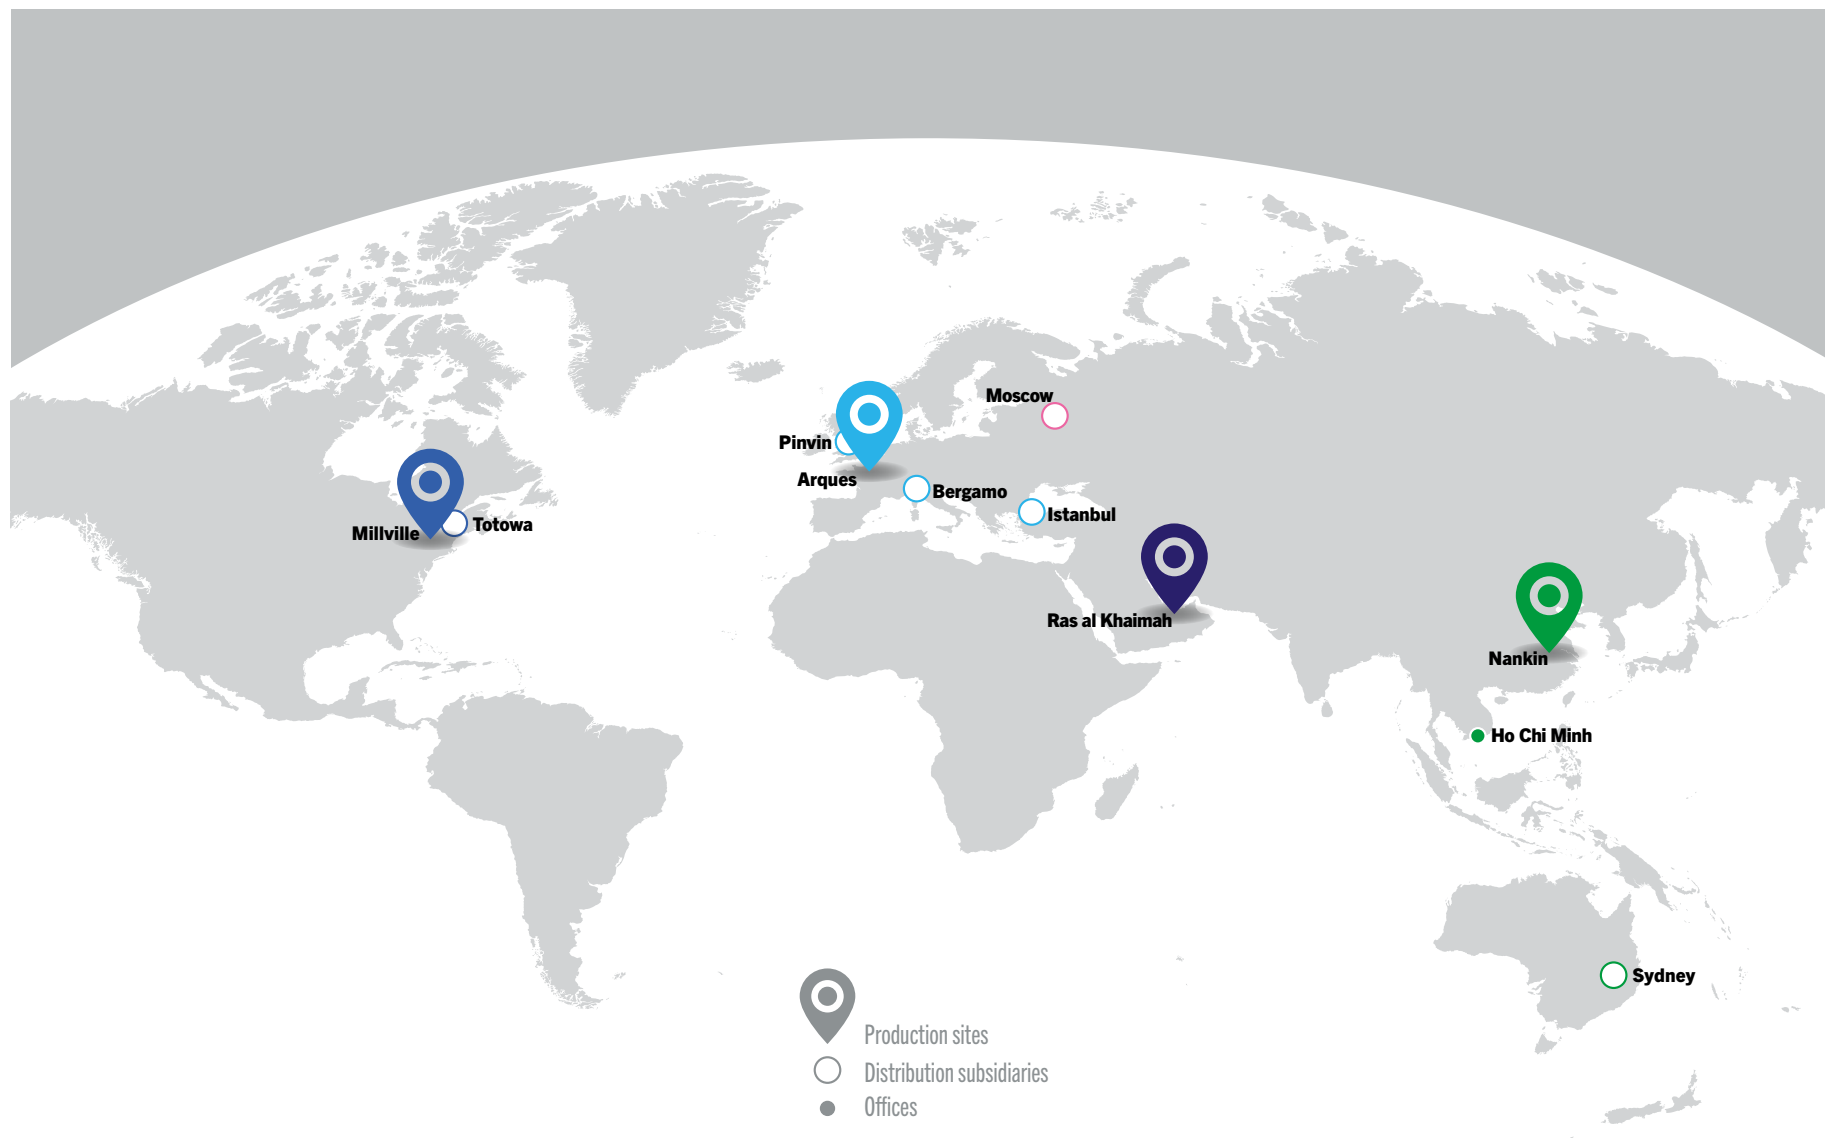 Moscow
Pinvin
Arques
Bergamo
Istanbul
Millville
Totowa
Ras al Khaimah
Nankin
Ho Chi Minh
Sydney
Production sites
Distribution subsidiaries
Offices